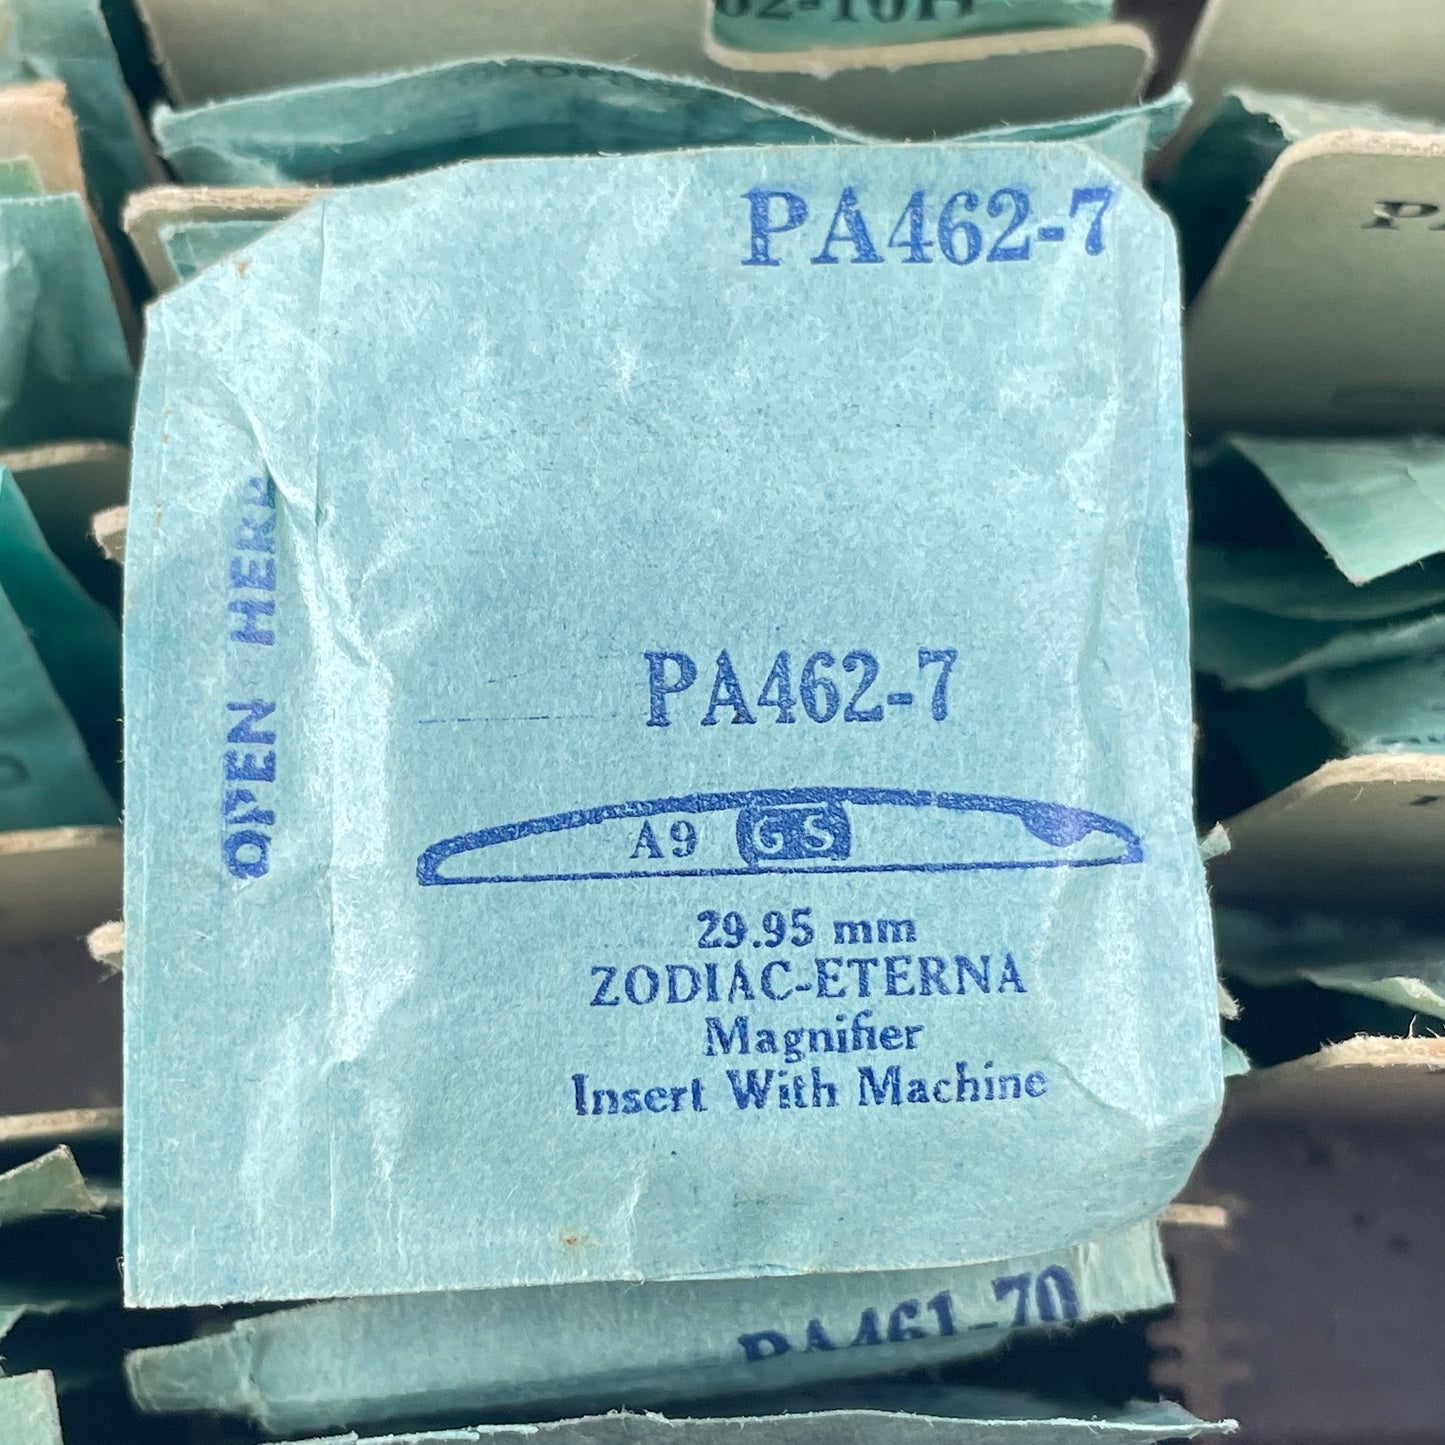 PA462-7
OPEN HERE
PA462-7
A9 GS
29.95 mm
ZODIAC-ETERNA
Magnifier
Insert With Machine
PA461-70